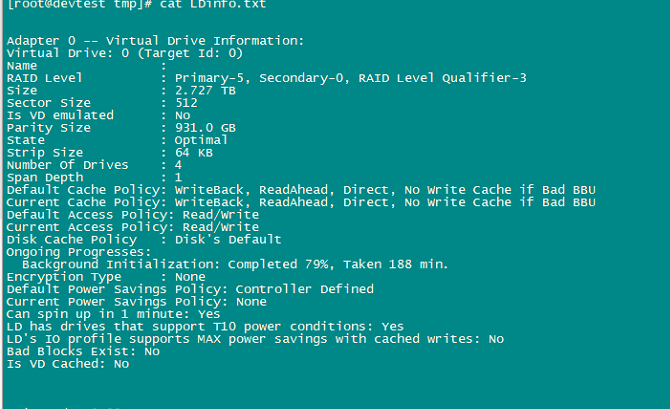 [root@devtest tmp]# cat LDinfo.txt
Adapter 0 -- Virtual Drive Information:
Virtual Drive: 0 (Target Id: 0)
Name                :
RAID Level          : Primary-5, Secondary-0, RAID Level Qualifier-3
Size                : 2.727 TB
Sector Size         : 512
Is VD emulated      : No
Parity Size         : 931.0 GB
State               : Optimal
Strip Size          : 64 KB
Number Of Drives    : 4
Span Depth          : 1
Default Cache Policy: WriteBack, ReadAhead, Direct, No Write Cache if Bad BBU
Current Cache Policy: WriteBack, ReadAhead, Direct, No Write Cache if Bad BBU
Default Access Policy: Read/Write
Current Access Policy: Read/Write
Disk Cache Policy   : Disk's Default
Ongoing Progresses:
  Background Initialization: Completed 79%, Taken 188 min.
Encryption Type     : None
Default Power Savings Policy: Controller Defined
Current Power Savings Policy: None
Can spin up in 1 minute: Yes
LD has drives that support T10 power conditions: Yes
LD's IO profile supports MAX power savings with cached writes: No
Bad Blocks Exist: No
Is VD Cached: No